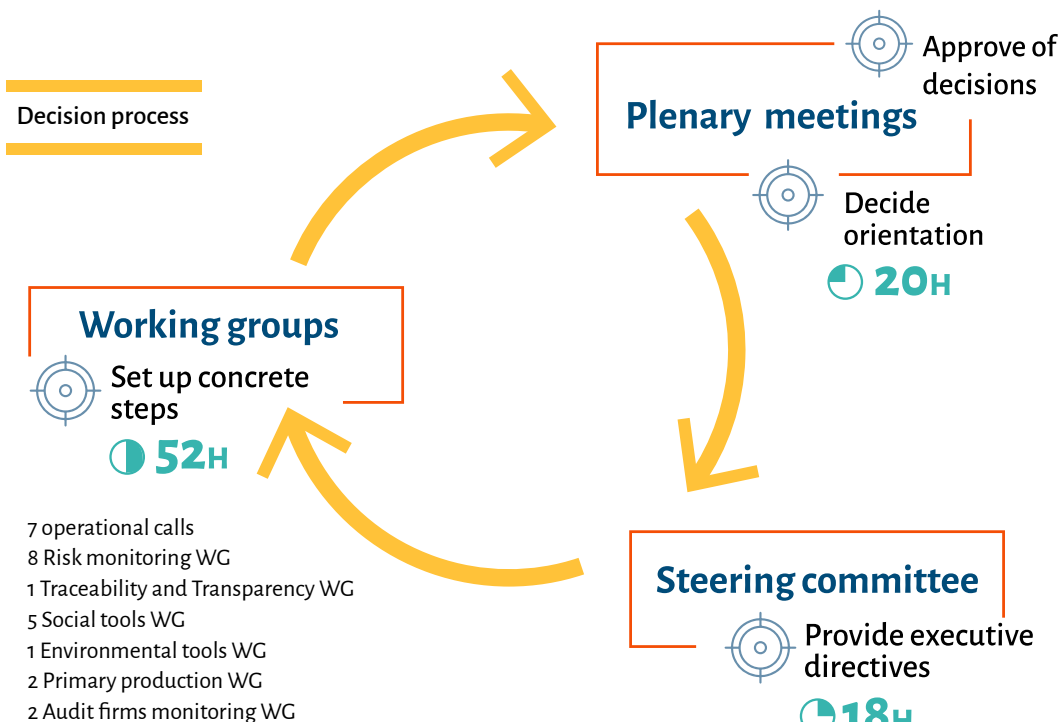 Decision process
Approve of
decisions
Plenary meetings
Decide
orientation
20H
Working groups
Set up concrete
steps
52H
7 operational calls
8 Risk monitoring WG
1 Traceability and Transparency WG
5 Social tools WG
1 Environmental tools WG
2 Primary production WG
2 Audit firms monitoring WG
Steering committee
Provide executive
directives
18H